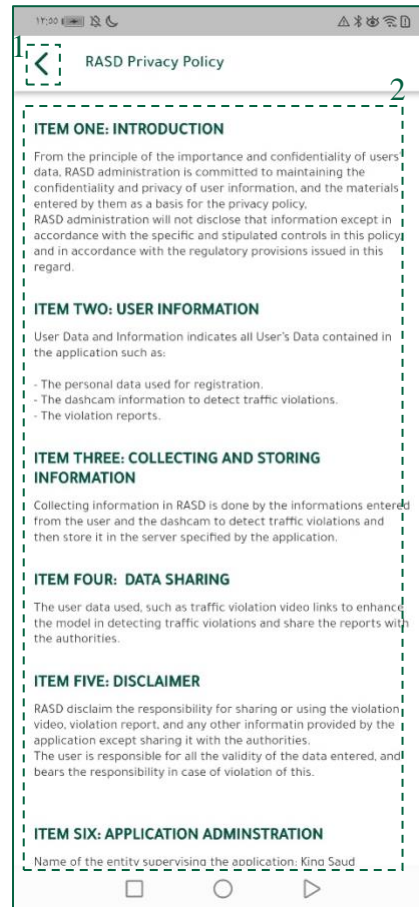 ١٢:٥٥
1
RASD Privacy Policy
2
ITEM ONE: INTRODUCTION
From the principle of the importance and confidentiality of users'
data, RASD administration is committed to maintaining the
confidentiality and privacy of user information, and the materials
entered by them as a basis for the privacy policy,
RASD administration will not disclose that information except in
accordance with the specific and stipulated controls in this policy,
and in accordance with the regulatory provisions issued in this
regard.
ITEM TWO: USER INFORMATION
User Data and Information indicates all User's Data contained in
the application such as:
- The personal data used for registration.
- The dashcam information to detect traffic violations.
- The violation reports.
ITEM THREE: COLLECTING AND STORING
INFORMATION
Collecting information in RASD is done by the informations entered
from the user and the dashcam to detect traffic violations and
then store it in the server specified by the application.
ITEM FOUR: DATA SHARING
The user data used, such as traffic violation video links to enhance
the model in detecting traffic violations and share the reports with
the authorities.
ITEM FIVE: DISCLAIMER
RASD disclaim the responsibility for sharing or using the violation
video, violation report, and any other informatin provided by the
application except sharing it with the authorities.
The user is responsible for all the validity of the data entered, and
bears the responsibility in case of violation of this.
ITEM SIX: APPLICATION ADMINSTRATION
Name of the entity supervising the application: King Saud